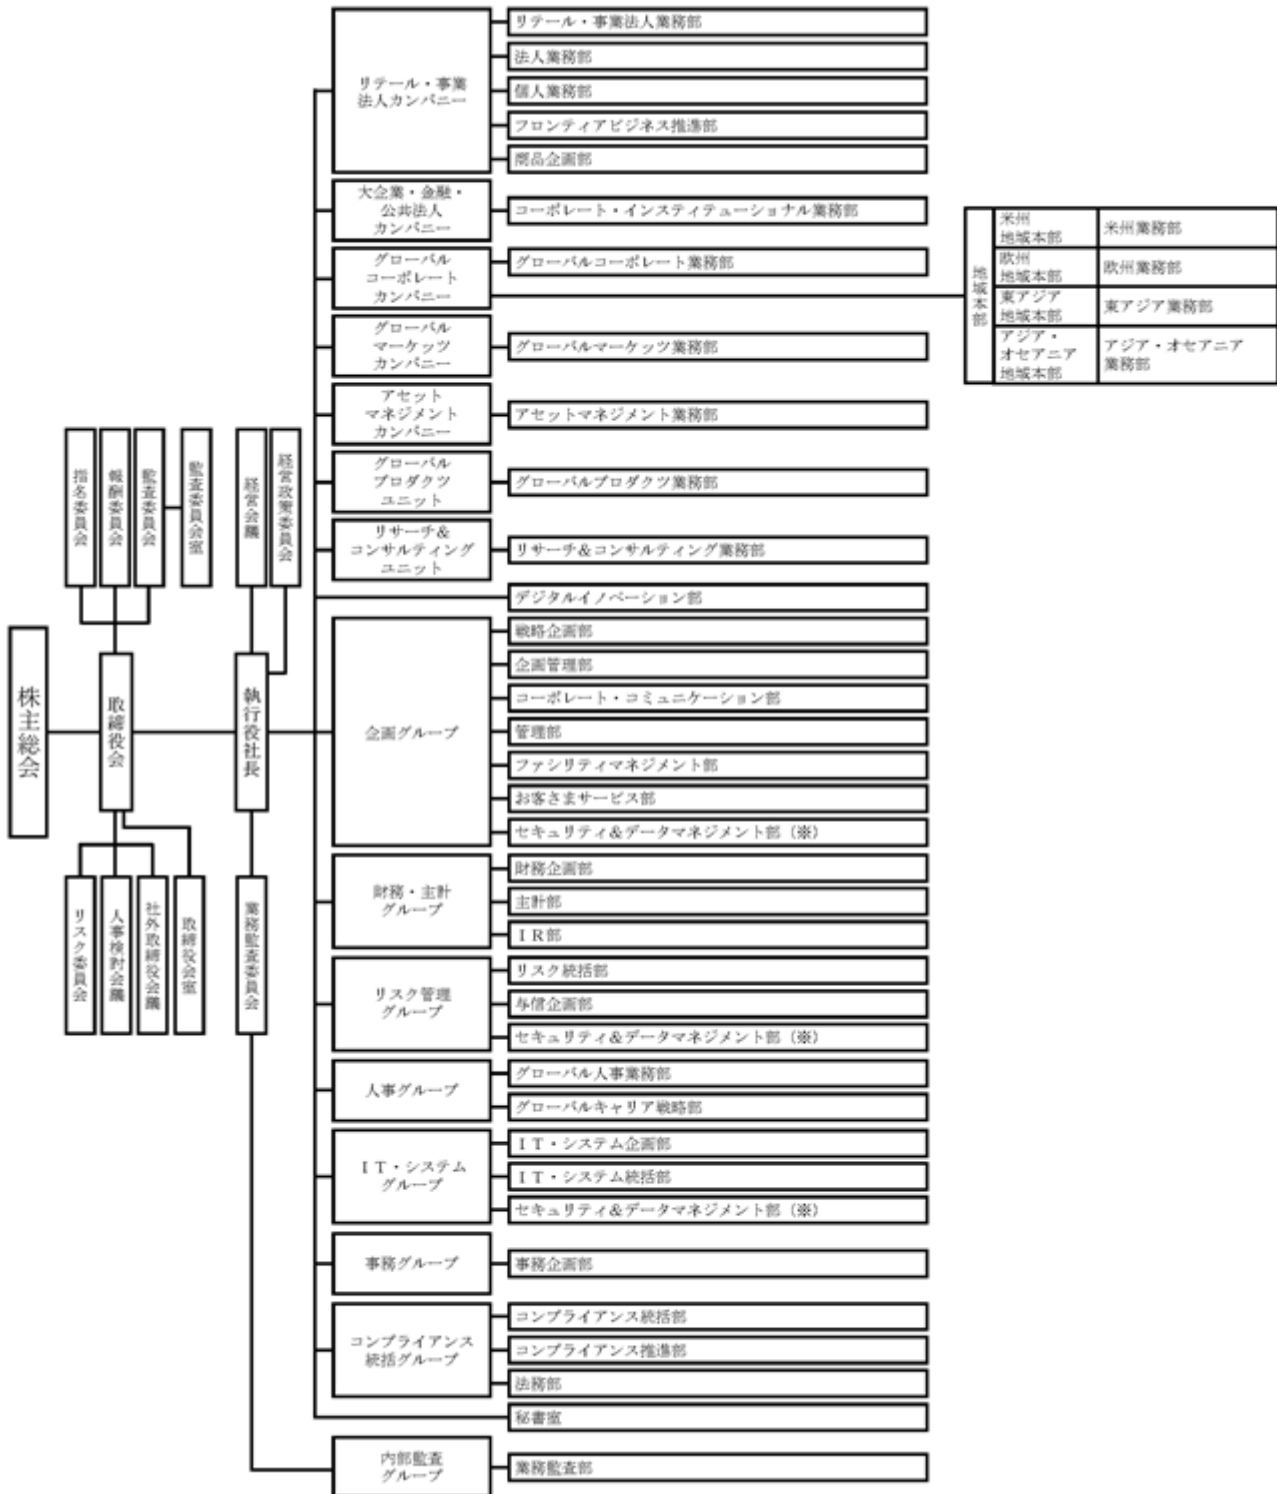 株主総会
取締役会
指名委員会
報酬委員会
監査委員会
監査委員会室
リスク委員会
人事検討会議
社外取締役会議
取締役会室
執行役社長
経営会議
経営政策委員会
業務監査委員会
リテール・事業
法人カンパニー
リテール・事業法人業務部
法人業務部
個人業務部
フロンティアビジネス推進部
商品企画部
大企業・金融・
公共法人
カンパニー
コーポレート・インスティテューショナル業務部
グローバル
コーポレート
カンパニー
グローバルコーポレート業務部
地域本部
米州
地域本部
米州業務部
欧州
地域本部
欧州業務部
東アジア
地域本部
東アジア業務部
アジア・
オセアニア
地域本部
アジア・オセアニア
業務部
グローバル
マーケッツ
カンパニー
グローバルマーケッツ業務部
アセット
マネジメント
カンパニー
アセットマネジメント業務部
グローバル
プロダクツ
ユニット
グローバルプロダクツ業務部
リサーチ&
コンサルティング
ユニット
リサーチ&コンサルティング業務部
デジタルイノベーション部
企画グループ
戦略企画部
企画管理部
コーポレート・コミュニケーション部
管理部
ファシリティマネジメント部
お客さまサービス部
セキュリティ&データマネジメント部（※）
財務・主計
グループ
財務企画部
主計部
ＩＲ部
リスク管理
グループ
リスク統括部
与信企画部
セキュリティ&データマネジメント部（※）
人事グループ
グローバル人事業務部
グローバルキャリア戦略部
ＩＴ・システム
グループ
ＩＴ・システム企画部
ＩＴ・システム統括部
セキュリティ&データマネジメント部（※）
事務グループ
事務企画部
コンプライアンス
統括グループ
コンプライアンス統括部
コンプライアンス推進部
法務部
秘書室
内部監査
グループ
業務監査部